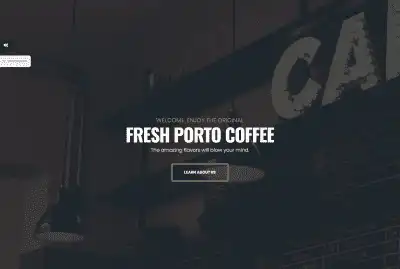 CA
WELCOME, ENJOY THE ORIGINAL
FRESH PORTO COFFEE
The amazing flavors will blow your mind.
LEARN ABOUT US